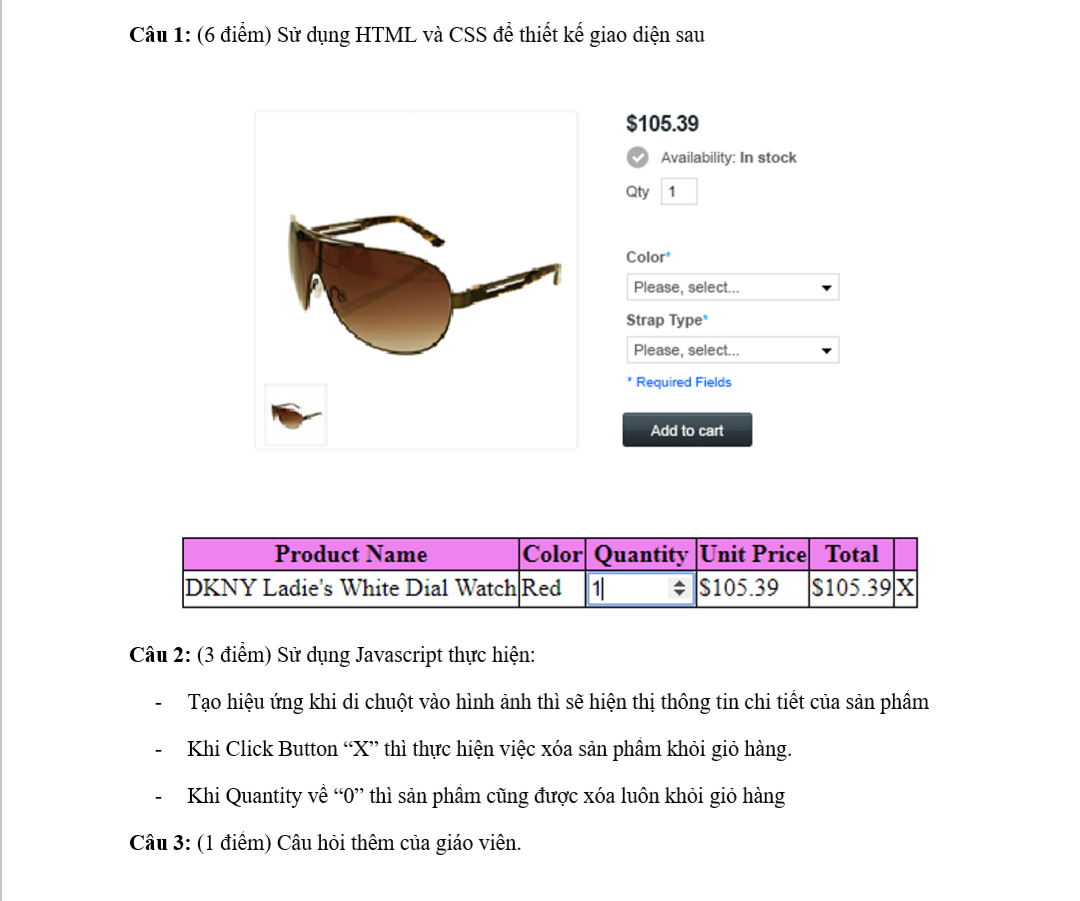 Câu 1: (6 điểm) Sử dụng HTML và CSS để thiết kế giao diện sau
$105.39
Availability: In stock
Qty 1
Color*
Please, select...
Strap Type*
Please, select...
* Required Fields
Add to cart
Product Name Color Quantity Unit Price Total
DKNY Ladie's White Dial Watch Red 1 $105.39 $105.39 X
Câu 2: (3 điểm) Sử dụng Javascript thực hiện:
- Tạo hiệu ứng khi di chuột vào hình ảnh thì sẽ hiện thị thông tin chi tiết của sản phẩm
- Khi Click Button “X” thì thực hiện việc xóa sản phẩm khỏi giỏ hàng.
- Khi Quantity về “0” thì sản phẩm cũng được xóa luôn khỏi giỏ hàng
Câu 3: (1 điểm) Câu hỏi thêm của giáo viên.